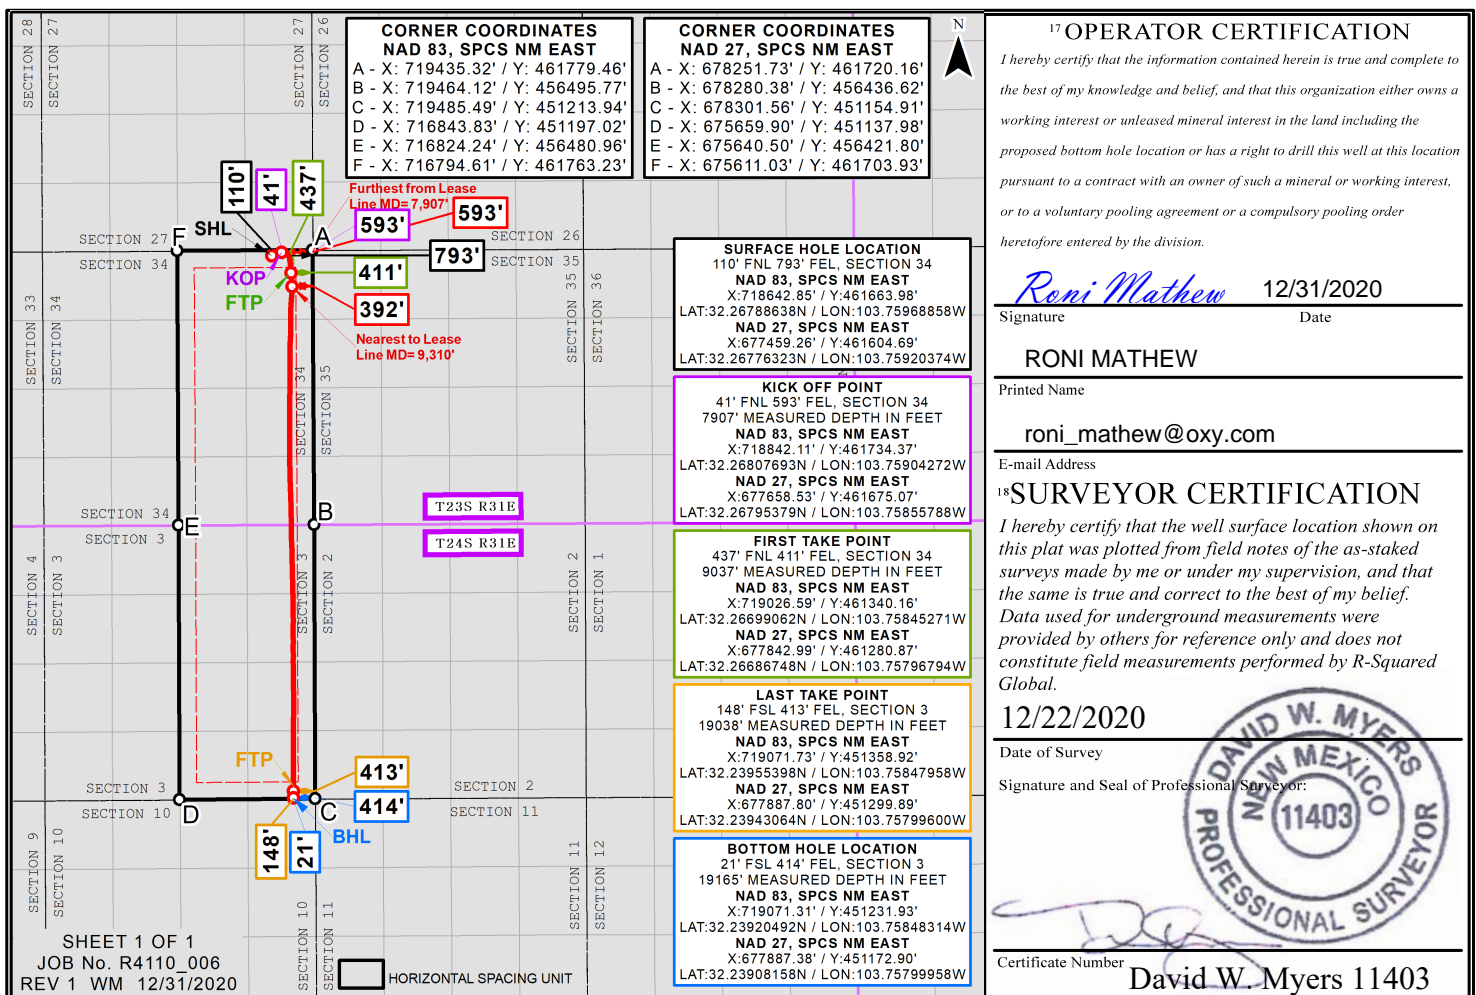 SECTION 28
SECTION 27
SECTION 27
SECTION 26
CORNER COORDINATES
NAD 83, SPCS NM EAST
A - X: 719435.32' / Y: 461779.46'
B - X: 719464.12' / Y: 456495.77'
C - X: 719485.49' / Y: 451213.94'
D - X: 716843.83' / Y: 451197.02'
E - X: 716824.24' / Y: 456480.96'
F - X: 716794.61' / Y: 461763.23'
CORNER COORDINATES
NAD 27, SPCS NM EAST
A - X: 678251.73' / Y: 461720.16'
B - X: 678280.38' / Y: 456436.62'
C - X: 678301.56' / Y: 451154.91'
D - X: 675659.90' / Y: 451137.98'
E - X: 675640.50' / Y: 456421.80'
F - X: 675611.03' / Y: 461703.93'
N
110'
41'
437'
Furthest from Lease
Line MD= 7,907'
593'
593'
SHL
F
A
SECTION 27
SECTION 34
SECTION 26
SECTION 35
793'
KOP
FTP
411'
392'
Nearest to Lease
Line MD= 9,310'
SECTION 33
SECTION 34
SECTION 34
SECTION 35
SECTION 35
SECTION 36
T23S R31E
T24S R31E
SECTION 34
SECTION 3
E
B
SECTION 4
SECTION 3
SECTION 3
SECTION 2
SECTION 2
SECTION 1
FTP
413'
414'
SECTION 3
SECTION 10
D
C
SECTION 2
SECTION 11
BHL
148'
21'
SECTION 9
SECTION 10
SECTION 10
SECTION 11
SECTION 11
SECTION 12
SHEET 1 OF 1
JOB No. R4110_006
REV 1 WM 12/31/2020
HORIZONTAL SPACING UNIT
SURFACE HOLE LOCATION
110' FNL 793' FEL, SECTION 34
NAD 83, SPCS NM EAST
X:718642.85' / Y:461663.98'
LAT:32.26788638N / LON:103.75968858W
NAD 27, SPCS NM EAST
X:677459.26' / Y:461604.69'
LAT:32.26776323N / LON:103.75920374W
KICK OFF POINT
41' FNL 593' FEL, SECTION 34
7907' MEASURED DEPTH IN FEET
NAD 83, SPCS NM EAST
X:718842.11' / Y:461734.37'
LAT:32.26807693N / LON:103.75904272W
NAD 27, SPCS NM EAST
X:677658.53' / Y:461675.07'
LAT:32.26795379N / LON:103.75855788W
FIRST TAKE POINT
437' FNL 411' FEL, SECTION 34
9037' MEASURED DEPTH IN FEET
NAD 83, SPCS NM EAST
X:719026.59' / Y:461340.16'
LAT:32.26699062N / LON:103.75845271W
NAD 27, SPCS NM EAST
X:677842.99' / Y:461280.87'
LAT:32.26686748N / LON:103.75796794W
LAST TAKE POINT
148' FSL 413' FEL, SECTION 3
19038' MEASURED DEPTH IN FEET
NAD 83, SPCS NM EAST
X:719071.73' / Y:451358.92'
LAT:32.23955398N / LON:103.75847958W
NAD 27, SPCS NM EAST
X:677887.80' / Y:451299.89'
LAT:32.23943064N / LON:103.75799600W
BOTTOM HOLE LOCATION
21' FSL 414' FEL, SECTION 3
19165' MEASURED DEPTH IN FEET
NAD 83, SPCS NM EAST
X:719071.31' / Y:451231.93'
LAT:32.23920492N / LON:103.75848314W
NAD 27, SPCS NM EAST
X:677887.38' / Y:451172.90'
LAT:32.23908158N / LON:103.75799958W
17 OPERATOR CERTIFICATION
I hereby certify that the information contained herein is true and complete to
the best of my knowledge and belief, and that this organization either owns a
working interest or unleased mineral interest in the land including the
proposed bottom hole location or has a right to drill this well at this location
pursuant to a contract with an owner of such a mineral or working interest,
or to a voluntary pooling agreement or a compulsory pooling order
heretofore entered by the division.
Roni Mathew 12/31/2020
Signature Date
RONI MATHEW
Printed Name
roni_mathew@oxy.com
E-mail Address
18 SURVEYOR CERTIFICATION
I hereby certify that the well surface location shown on
this plat was plotted from field notes of the as-staked
surveys made by me or under my supervision, and that
the same is true and correct to the best of my belief.
Data used for underground measurements were
provided by others for reference only and does not
constitute field measurements performed by R-Squared
Global.
12/22/2020
Date of Survey
Signature and Seal of Professional Surveyor:
DAVID W. MYERS
NEW MEXICO
11403
PROFESSIONAL SURVEYOR
Certificate Number
David W. Myers 11403